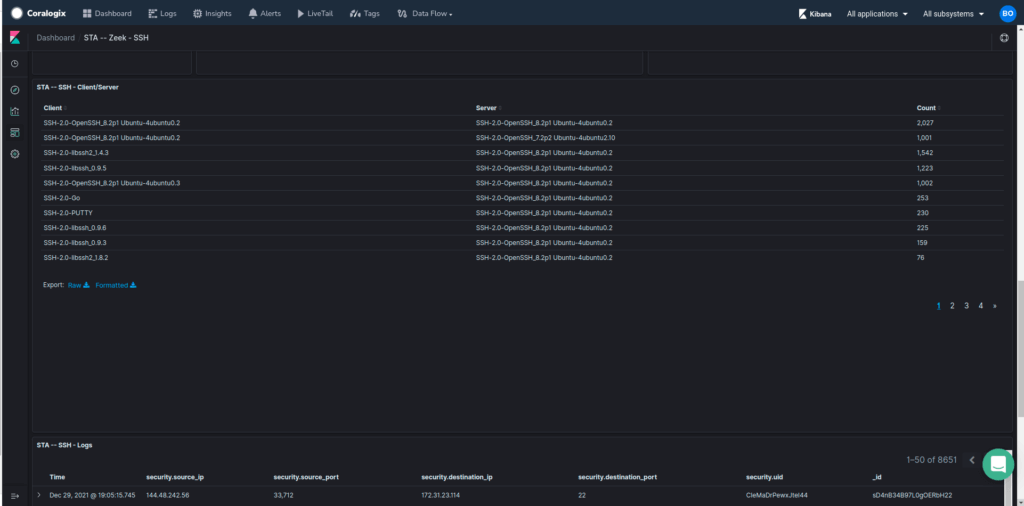 Coralogix Dashboard Logs Insights Alerts LiveTail Tags Data Flow Kibana All applications All subsystems BO
Dashboard STA -- Zeek - SSH
STA -- SSH - Client/Server
Client Server Count
SSH-2.0-OpenSSH_8.2p1 Ubuntu-4ubuntu0.2 SSH-2.0-OpenSSH_8.2p1 Ubuntu-4ubuntu0.2 2,027
SSH-2.0-OpenSSH_8.2p1 Ubuntu-4ubuntu0.2 SSH-2.0-OpenSSH_7.2p2 Ubuntu-4ubuntu2.10 1,001
SSH-2.0-libssh2_1.4.3 SSH-2.0-OpenSSH_8.2p1 Ubuntu-4ubuntu0.2 1,542
SSH-2.0-libssh_0.9.5 SSH-2.0-OpenSSH_8.2p1 Ubuntu-4ubuntu0.2 1,223
SSH-2.0-OpenSSH_8.2p1 Ubuntu-4ubuntu0.3 SSH-2.0-OpenSSH_8.2p1 Ubuntu-4ubuntu0.2 1,002
SSH-2.0-Go SSH-2.0-OpenSSH_8.2p1 Ubuntu-4ubuntu0.2 253
SSH-2.0-PUTTY SSH-2.0-OpenSSH_8.2p1 Ubuntu-4ubuntu0.2 230
SSH-2.0-libssh_0.9.6 SSH-2.0-OpenSSH_8.2p1 Ubuntu-4ubuntu0.2 225
SSH-2.0-libssh_0.9.3 SSH-2.0-OpenSSH_8.2p1 Ubuntu-4ubuntu0.2 159
SSH-2.0-libssh2_1.8.2 SSH-2.0-OpenSSH_8.2p1 Ubuntu-4ubuntu0.2 76
Export: Raw Formatted
1 2 3 4 »
STA -- SSH - Logs
1–50 of 8651
Time security.source_ip security.source_port security.destination_ip security.destination_port security.uid _id
Dec 29, 2021 @ 19:05:15.745 144.48.242.56 33,712 172.31.23.114 22 CIeMaDrPewxJtel44 sD4nB34B97L0gOERbH22